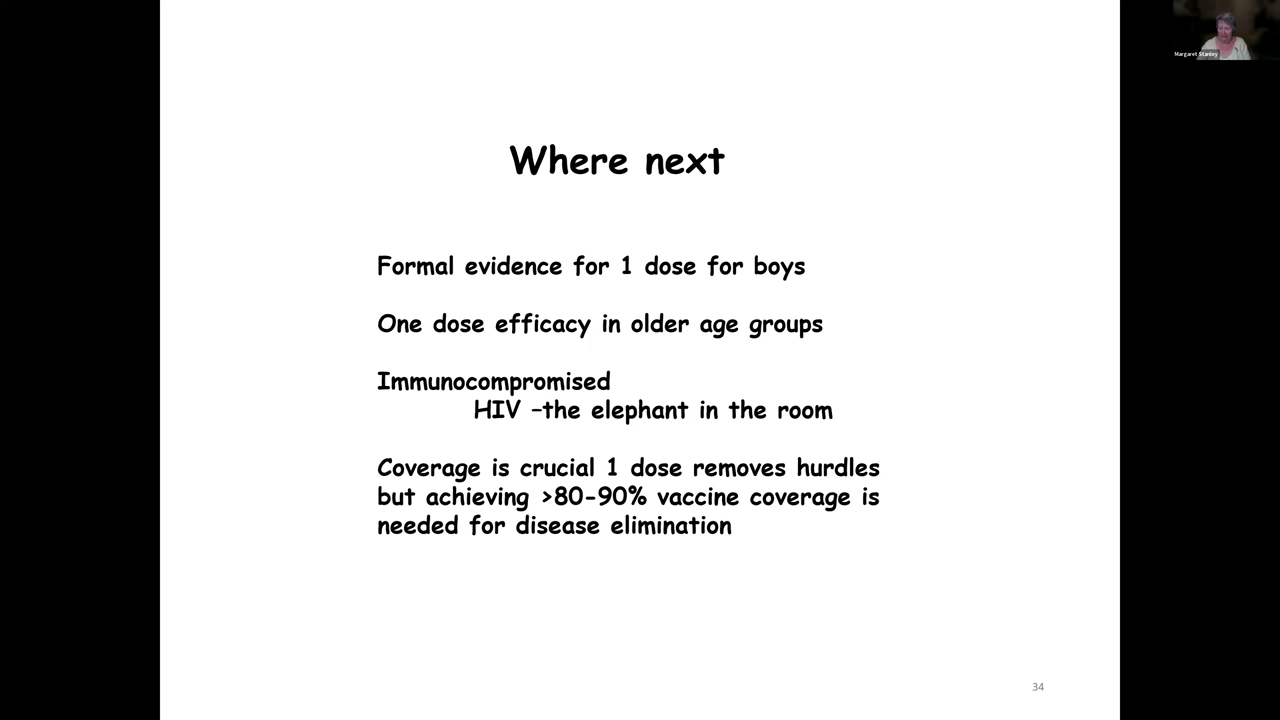 Margaret Stanley
Where next
Formal evidence for 1 dose for boys
One dose efficacy in older age groups
Immunocompromised
HIV –the elephant in the room
Coverage is crucial 1 dose removes hurdles
but achieving >80-90% vaccine coverage is
needed for disease elimination
34